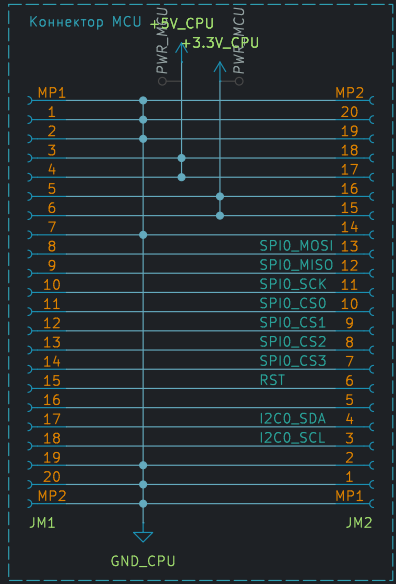 Коннектор MCU
+5V_CPU
+3.3V_CPU
PWR_MCU
PWR_MCU
MP1 MP2
1 20
2 19
3 18
4 17
5 16
6 15
7 14
8 SPI0_MOSI 13
9 SPI0_MISO 12
10 SPI0_SCK 11
11 SPI0_CS0 10
12 SPI0_CS1 9
13 SPI0_CS2 8
14 SPI0_CS3 7
15 RST 6
16 5
17 I2C0_SDA 4
18 I2C0_SCL 3
19 2
20 1
MP2 MP1
JM1 JM2
GND_CPU